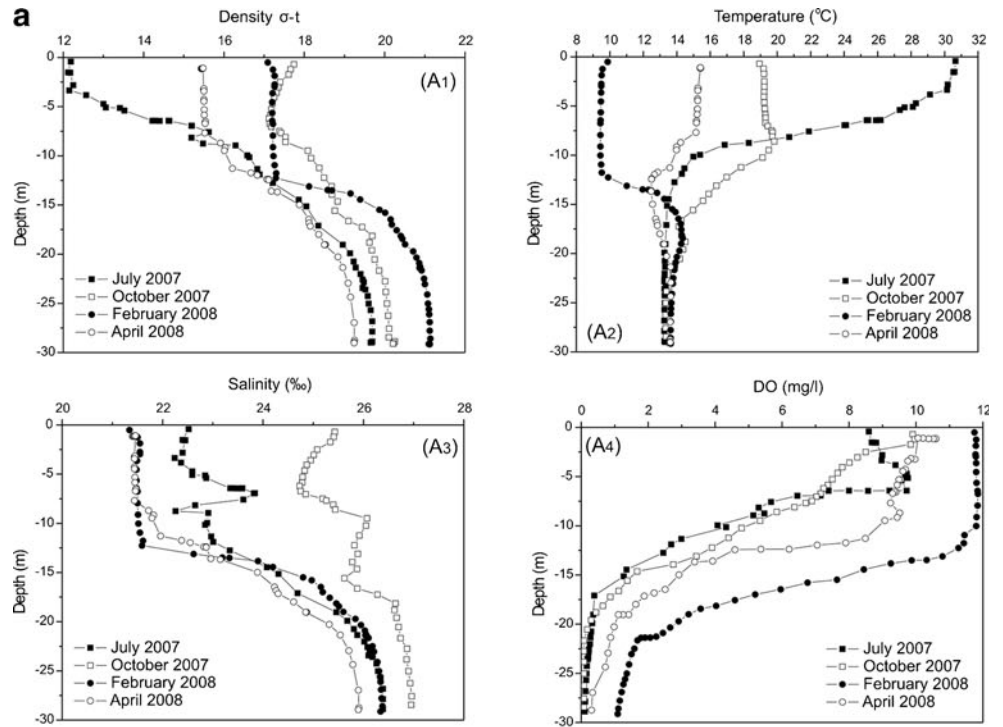 a
Density σ-t
12 14 16 18 20 22
0
-5
-10
-15
-20
-25
-30
Depth (m)
(A1)
July 2007
October 2007
February 2008
April 2008
Temperature (°C)
8 10 12 14 16 18 20 22 24 26 28 30 32
0
-5
-10
-15
-20
-25
-30
Depth (m)
(A2)
July 2007
October 2007
February 2008
April 2008
Salinity (‰)
20 22 24 26 28
0
-5
-10
-15
-20
-25
-30
Depth (m)
(A3)
July 2007
October 2007
February 2008
April 2008
DO (mg/l)
0 2 4 6 8 10 12
0
-5
-10
-15
-20
-25
-30
Depth (m)
(A4)
July 2007
October 2007
February 2008
April 2008